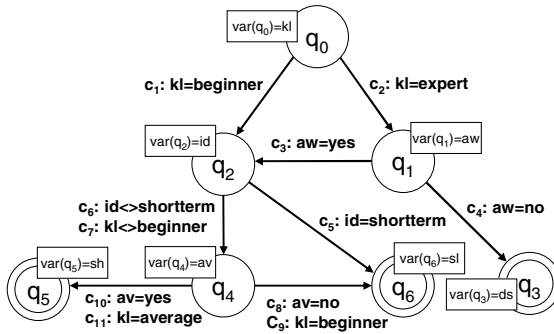 var(q0)=kl
q0
c1: kl=beginner
c2: kl=expert
var(q2)=id
c3: aw=yes
var(q1)=aw
q2
q1
c6: id<>shortterm
c7: kl<>beginner
c5: id=shortterm
c4: aw=no
var(q5)=sh
var(q4)=av
var(q6)=sl
q5
q4
q6
q3
var(q3)=ds
c10: av=yes
c11: kl=average
c8: av=no
C9: kl=beginner